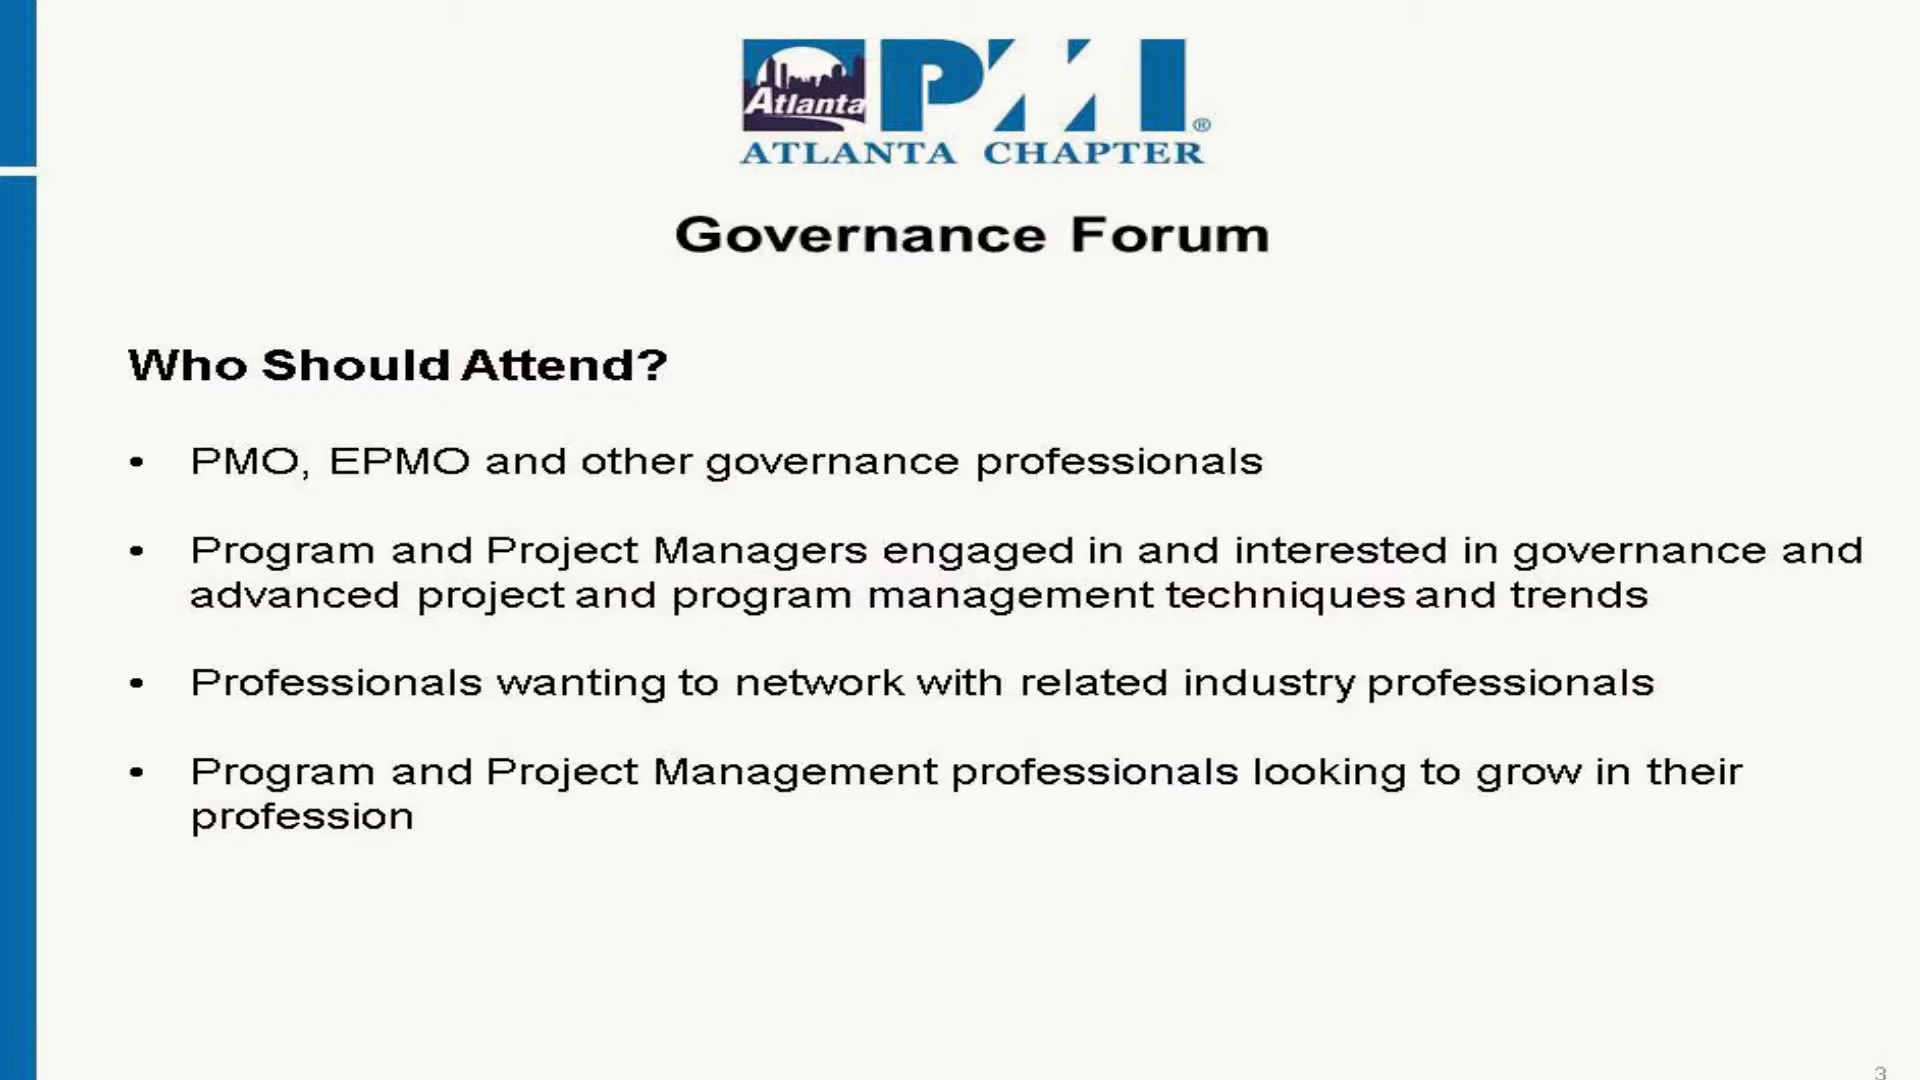 Atlanta
PMI®
ATLANTA CHAPTER
Governance Forum
Who Should Attend?
• PMO, EPMO and other governance professionals
• Program and Project Managers engaged in and interested in governance and
advanced project and program management techniques and trends
• Professionals wanting to network with related industry professionals
• Program and Project Management professionals looking to grow in their
profession
3